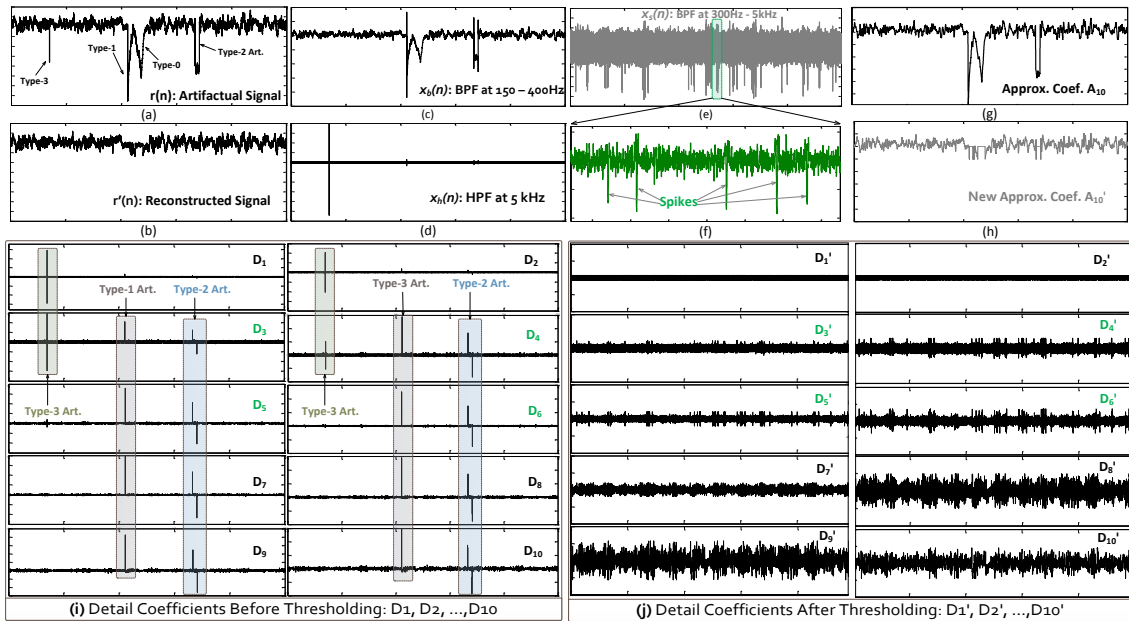 Type-3
Type-1
Type-0
Type-2 Art.
r(n): Artifactual Signal
(a)
x_b(n): BPF at 150 – 400Hz
(c)
x_s(n): BPF at 300Hz - 5kHz
(e)
Approx. Coef. A10
(g)
r'(n): Reconstructed Signal
(b)
x_h(n): HPF at 5 kHz
(d)
Spikes
(f)
New Approx. Coef. A10'
(h)
D1
Type-1 Art.
Type-2 Art.
D3
Type-3 Art.
D5
D7
D9
D2
Type-3 Art.
Type-2 Art.
D4
Type-3 Art.
D6
D8
D10
(i) Detail Coefficients Before Thresholding: D1, D2, ...,D10
D1'
D3'
D5'
D7'
D9'
D2'
D4'
D6'
D8'
D10'
(j) Detail Coefficients After Thresholding: D1', D2', ...,D10'